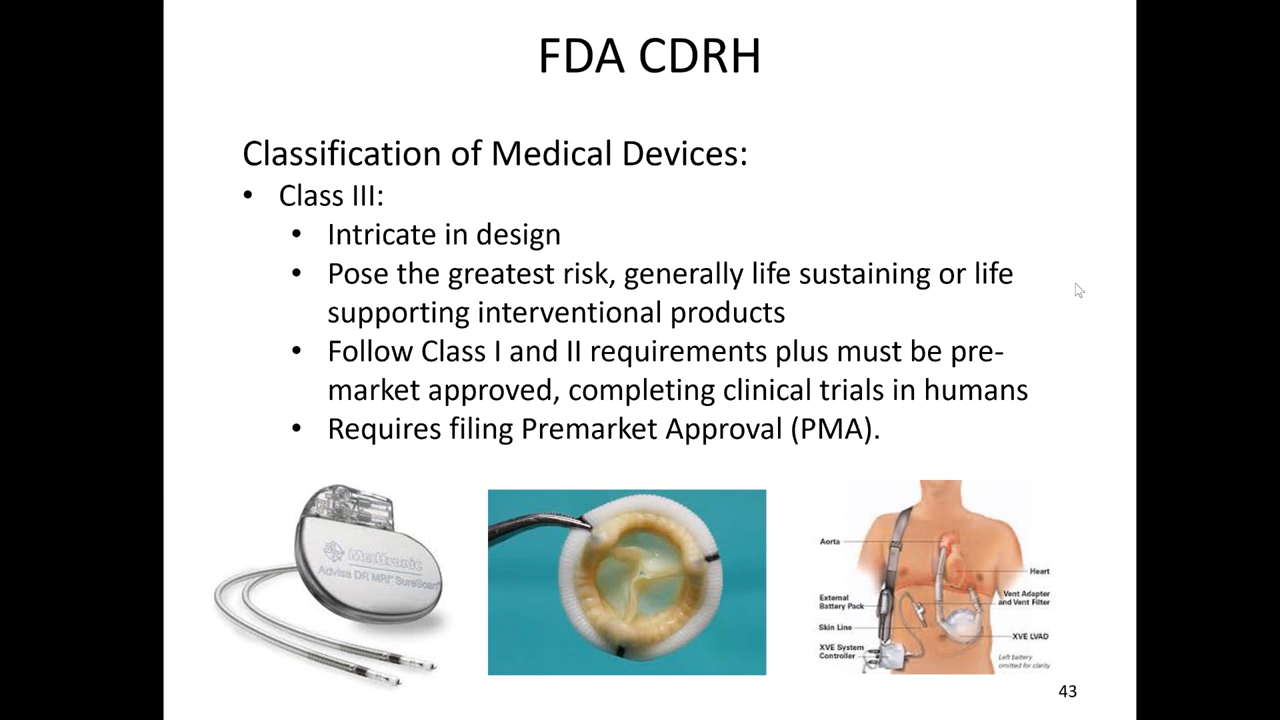 FDA CDRH
Classification of Medical Devices:
• Class III:
• Intricate in design
• Pose the greatest risk, generally life sustaining or life
supporting interventional products
• Follow Class I and II requirements plus must be pre-
market approved, completing clinical trials in humans
• Requires filing Premarket Approval (PMA).
Medtronic
Advisa DR MRI™ SureScan
Aorta
Heart
External
Battery Pack
Vent Adapter
and Vent Filter
Skin Line
XVE LVAD
XVE System
Controller
Left battery
omitted for clarity
43